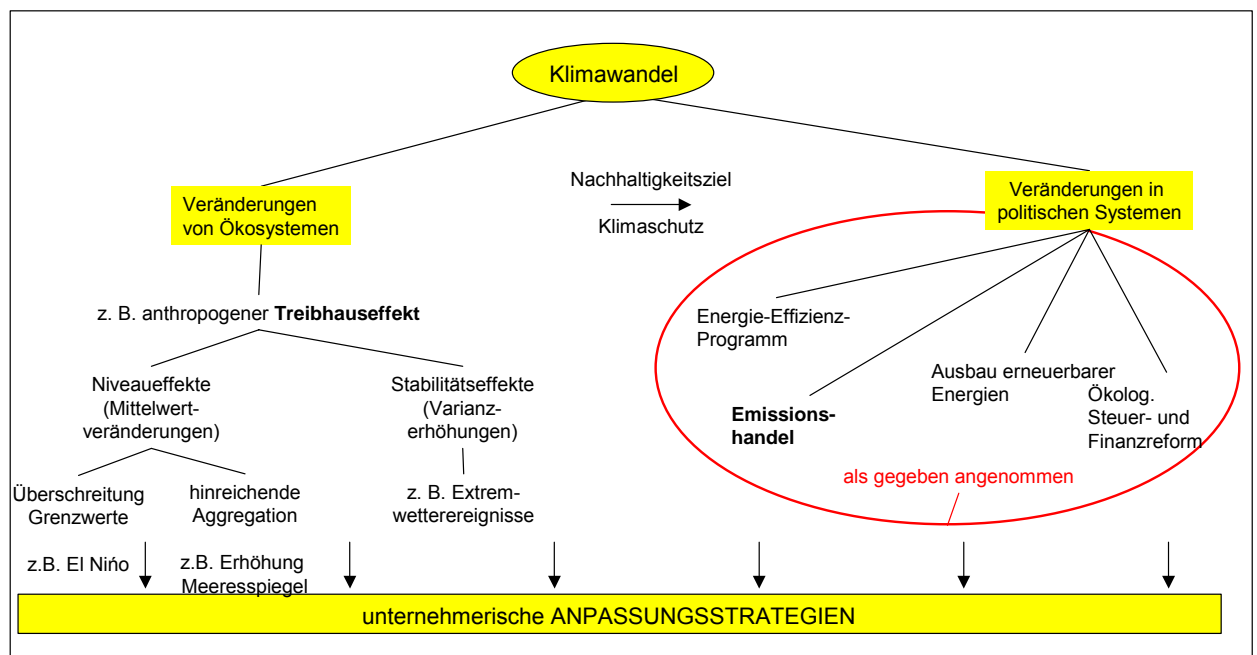 Klimawandel
Veränderungen
von Ökosystemen
Nachhaltigkeitsziel
Klimaschutz
Veränderungen in
politischen Systemen
z. B. anthropogener Treibhauseffekt
Niveaueffekte
(Mittelwert-
veränderungen)
Stabilitätseffekte
(Varianz-
erhöhungen)
Überschreitung
Grenzwerte
hinreichende
Aggregation
z. B. Extrem-
wetterereignisse
z.B. El Nińo
z.B. Erhöhung
Meeresspiegel
Energie-Effizienz-
Programm
Emissions-
handel
Ausbau erneuerbarer
Energien
Ökolog.
Steuer- und
Finanzreform
als gegeben angenommen
unternehmerische ANPASSUNGSSTRATEGIEN